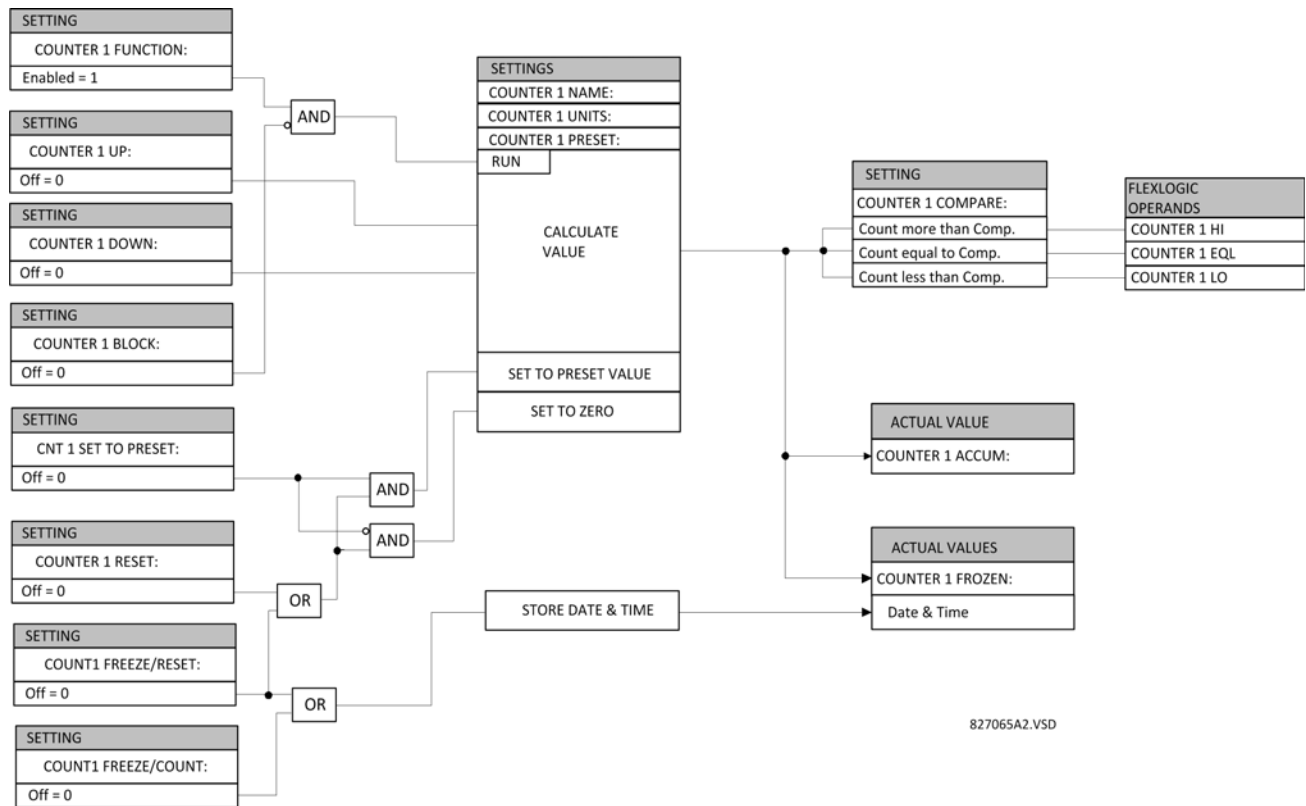 SETTING
COUNTER 1 FUNCTION:
Enabled = 1
SETTING
COUNTER 1 UP:
Off = 0
SETTING
COUNTER 1 DOWN:
Off = 0
SETTING
COUNTER 1 BLOCK:
Off = 0
SETTING
CNT 1 SET TO PRESET:
Off = 0
SETTING
COUNTER 1 RESET:
Off = 0
SETTING
COUNT1 FREEZE/RESET:
Off = 0
SETTING
COUNT1 FREEZE/COUNT:
Off = 0
AND
AND
AND
OR
OR
SETTINGS
COUNTER 1 NAME:
COUNTER 1 UNITS:
COUNTER 1 PRESET:
RUN
CALCULATE
VALUE
SET TO PRESET VALUE
SET TO ZERO
STORE DATE & TIME
SETTING
COUNTER 1 COMPARE:
Count more than Comp.
Count equal to Comp.
Count less than Comp.
FLEXLOGIC
OPERANDS
COUNTER 1 HI
COUNTER 1 EQL
COUNTER 1 LO
ACTUAL VALUE
COUNTER 1 ACCUM:
ACTUAL VALUES
COUNTER 1 FROZEN:
Date & Time
827065A2.VSD